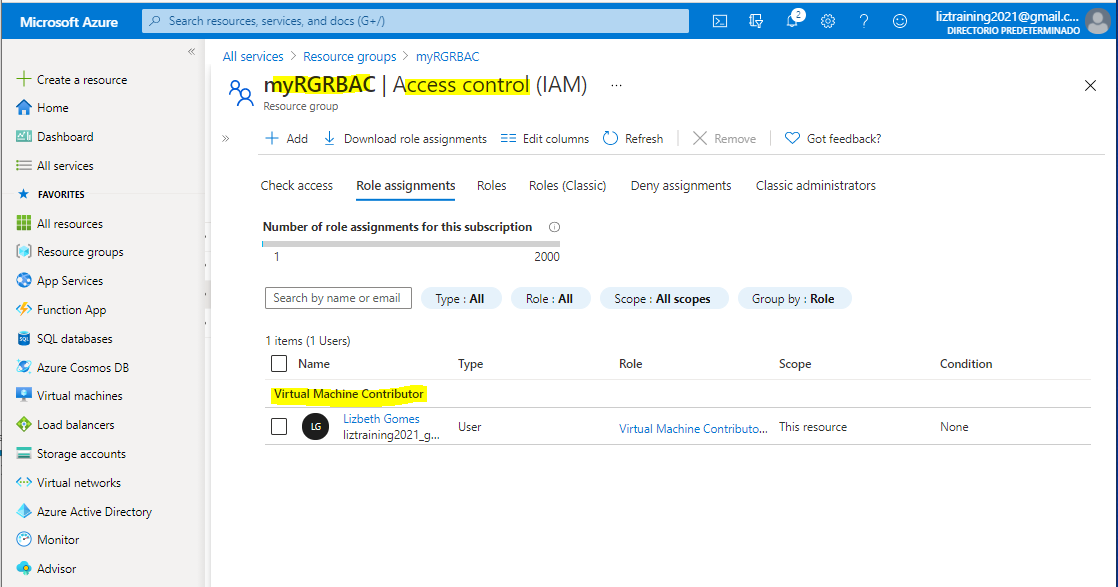 Microsoft Azure
Search resources, services, and docs (G+/)
2
liztraining2021@gmail.c...
DIRECTORIO PREDETERMINADO
«
Create a resource
Home
Dashboard
All services
FAVORITES
All resources
Resource groups
App Services
Function App
SQL databases
Azure Cosmos DB
Virtual machines
Load balancers
Storage accounts
Virtual networks
Azure Active Directory
Monitor
Advisor
All services > Resource groups > myRGRBAC
myRGRBAC | Access control (IAM) ...
Resource group
» Add Download role assignments Edit columns Refresh Remove Got feedback?
Check access Role assignments Roles Roles (Classic) Deny assignments Classic administrators
Number of role assignments for this subscription
1 2000
Search by name or email Type : All Role : All Scope : All scopes Group by : Role
1 items (1 Users)
Name Type Role Scope Condition
Virtual Machine Contributor
LG Lizbeth Gomes User Virtual Machine Contributo... This resource None
liztraining2021_g...